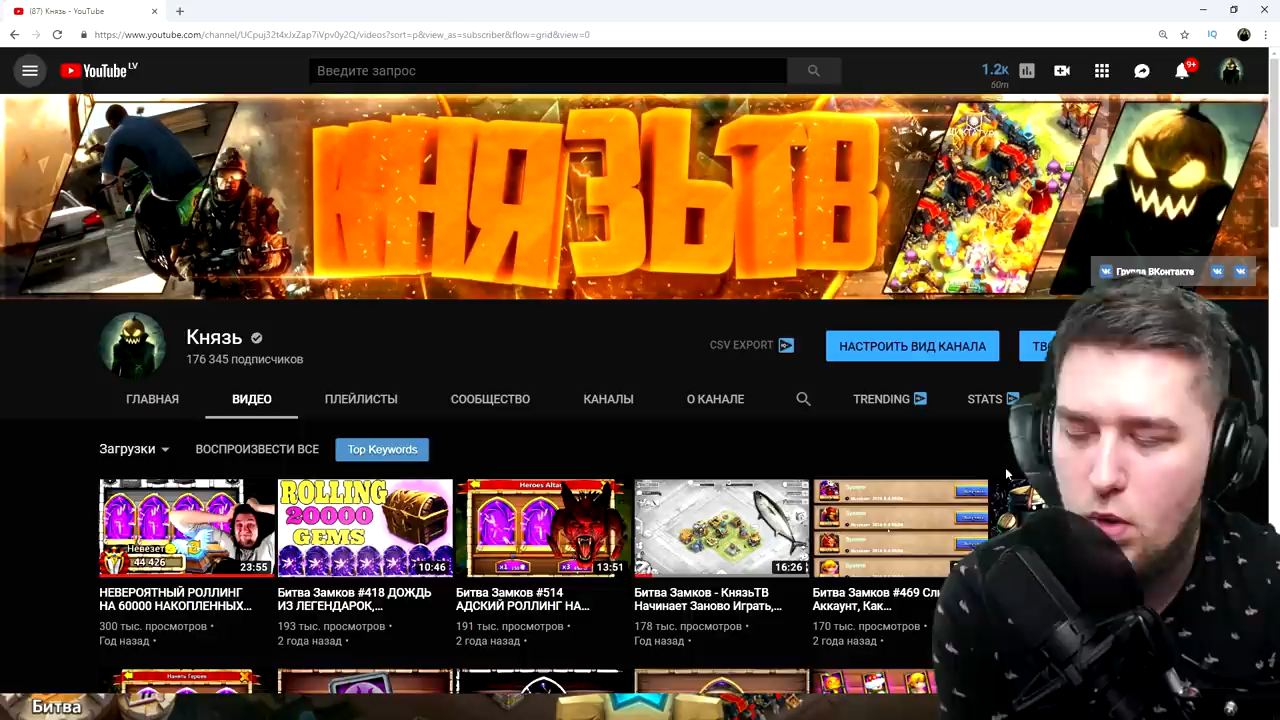 (87) Князь - YouTube
https://www.youtube.com/channel/UCpuj32t4xJxZap7iVpv0y2Q/videos?sort=p&view_as=subscriber&flow=grid&view=0
IQ
YouTube LV
Введите запрос
1.2K
60m
9+
КНЯЗЬТВ
Группа ВКонтакте
Князь
176 345 подписчиков
CSV EXPORT
НАСТРОИТЬ ВИД КАНАЛА
ГЛАВНАЯ ВИДЕО ПЛЕЙЛИСТЫ СООБЩЕСТВО КАНАЛЫ О КАНАЛЕ TRENDING STATS
Загрузки ВОСПРОИЗВЕСТИ ВСЕ Top Keywords
Невезет
44 426
23:55
ROLLING
20000
GEMS
10:46
Heroes Altar
13:51
16:26
НЕВЕРОЯТНЫЙ РОЛЛИНГ
НА 60000 НАКОПЛЕННЫХ...
300 тыс. просмотров •
Год назад •
Битва Замков #418 ДОЖДЬ
ИЗ ЛЕГЕНДАРОК,...
193 тыс. просмотров •
2 года назад •
Битва Замков #514
АДСКИЙ РОЛЛИНГ НА...
191 тыс. просмотров •
2 года назад •
Битва Замков - КнязьТВ
Начинает Заново Играть,...
178 тыс. просмотров •
Год назад •
Битва Замков #469
Аккаунт, Как...
170 тыс. просмотров •
2 года назад •
Нанять Героев
Битва